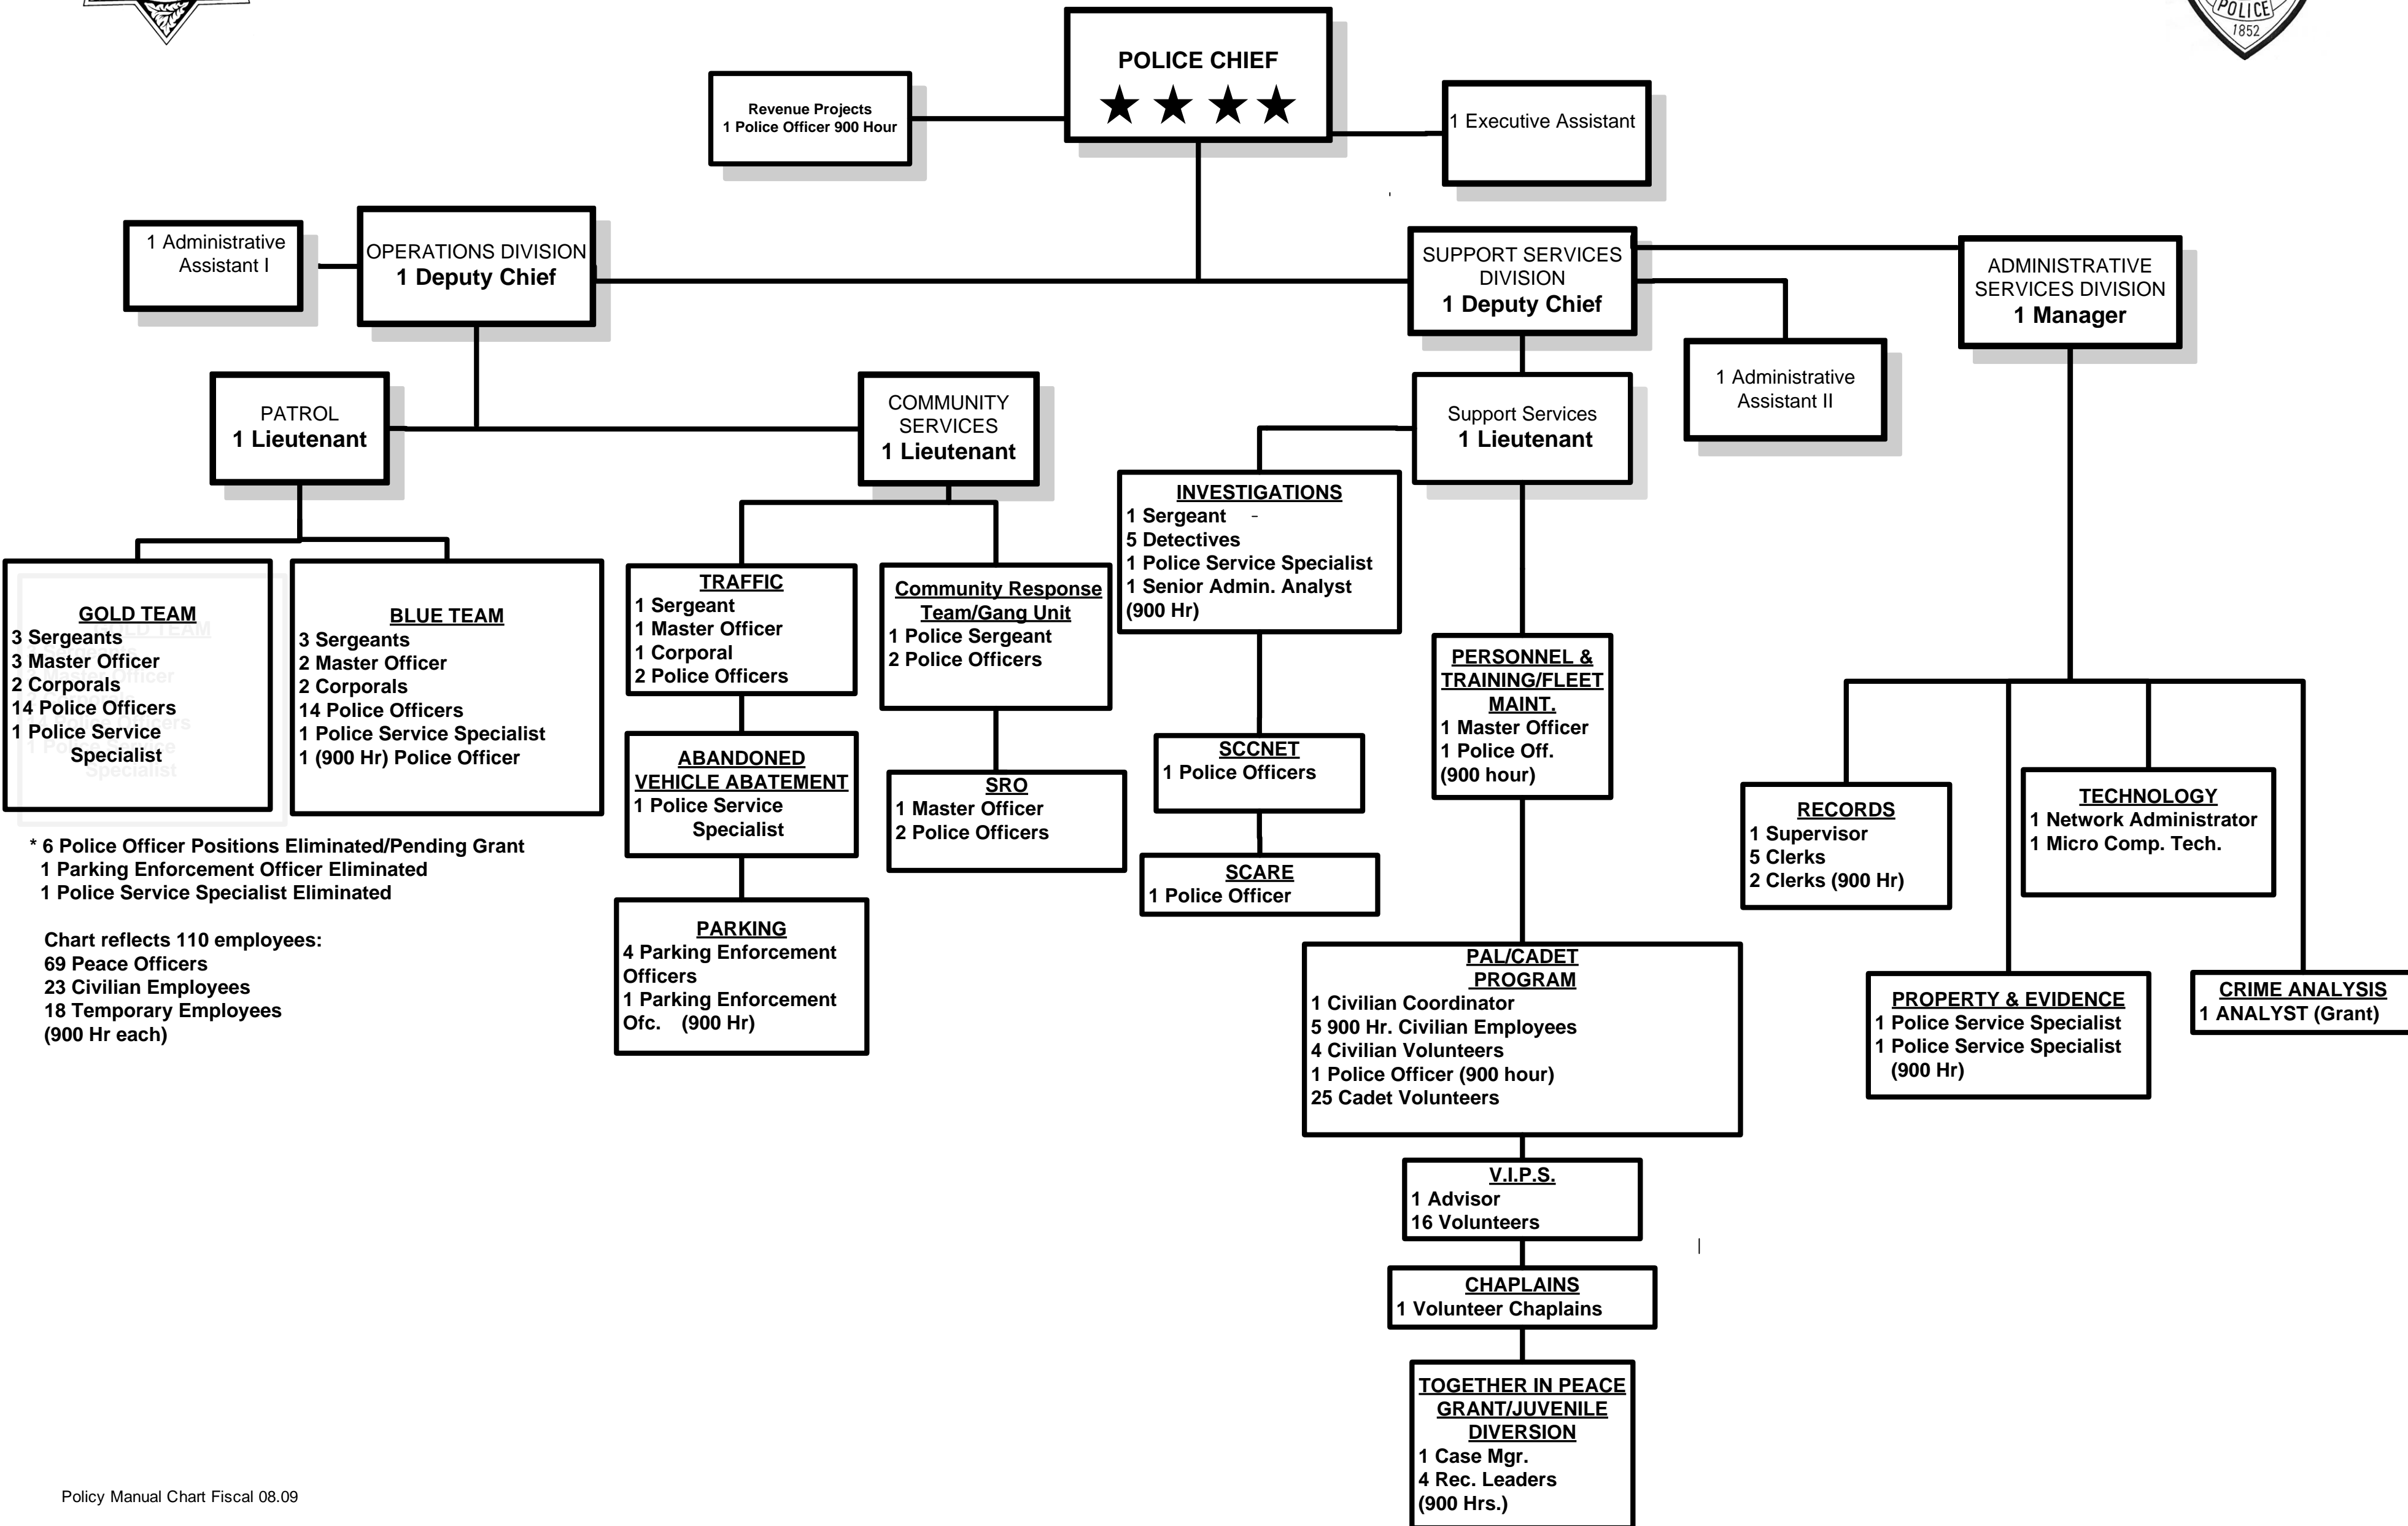 POLICE
1852
POLICE CHIEF
Revenue Projects
1 Police Officer 900 Hour
1 Executive Assistant
1 Administrative
Assistant I
OPERATIONS DIVISION
1 Deputy Chief
SUPPORT SERVICES
DIVISION
1 Deputy Chief
ADMINISTRATIVE
SERVICES DIVISION
1 Manager
1 Administrative
Assistant II
PATROL
1 Lieutenant
COMMUNITY
SERVICES
1 Lieutenant
Support Services
1 Lieutenant
GOLD TEAM
3 Sergeants
3 Master Officer
2 Corporals
14 Police Officers
1 Police Service
Specialist
BLUE TEAM
3 Sergeants
2 Master Officer
2 Corporals
14 Police Officers
1 Police Service Specialist
1 (900 Hr) Police Officer
TRAFFIC
1 Sergeant
1 Master Officer
1 Corporal
2 Police Officers
Community Response
Team/Gang Unit
1 Police Sergeant
2 Police Officers
INVESTIGATIONS
1 Sergeant -
5 Detectives
1 Police Service Specialist
1 Senior Admin. Analyst
(900 Hr)
PERSONNEL &
TRAINING/FLEET
MAINT.
1 Master Officer
1 Police Off.
(900 hour)
ABANDONED
VEHICLE ABATEMENT
1 Police Service
Specialist
SRO
1 Master Officer
2 Police Officers
SCCNET
1 Police Officers
SCARE
1 Police Officer
RECORDS
1 Supervisor
5 Clerks
2 Clerks (900 Hr)
TECHNOLOGY
1 Network Administrator
1 Micro Comp. Tech.
* 6 Police Officer Positions Eliminated/Pending Grant
1 Parking Enforcement Officer Eliminated
1 Police Service Specialist Eliminated
Chart reflects 110 employees:
69 Peace Officers
23 Civilian Employees
18 Temporary Employees
(900 Hr each)
PARKING
4 Parking Enforcement
Officers
1 Parking Enforcement
Ofc. (900 Hr)
PAL/CADET
PROGRAM
1 Civilian Coordinator
5 900 Hr. Civilian Employees
4 Civilian Volunteers
1 Police Officer (900 hour)
25 Cadet Volunteers
PROPERTY & EVIDENCE
1 Police Service Specialist
1 Police Service Specialist
(900 Hr)
CRIME ANALYSIS
1 ANALYST (Grant)
V.I.P.S.
1 Advisor
16 Volunteers
CHAPLAINS
1 Volunteer Chaplains
TOGETHER IN PEACE
GRANT/JUVENILE
DIVERSION
1 Case Mgr.
4 Rec. Leaders
(900 Hrs.)
Policy Manual Chart Fiscal 08.09